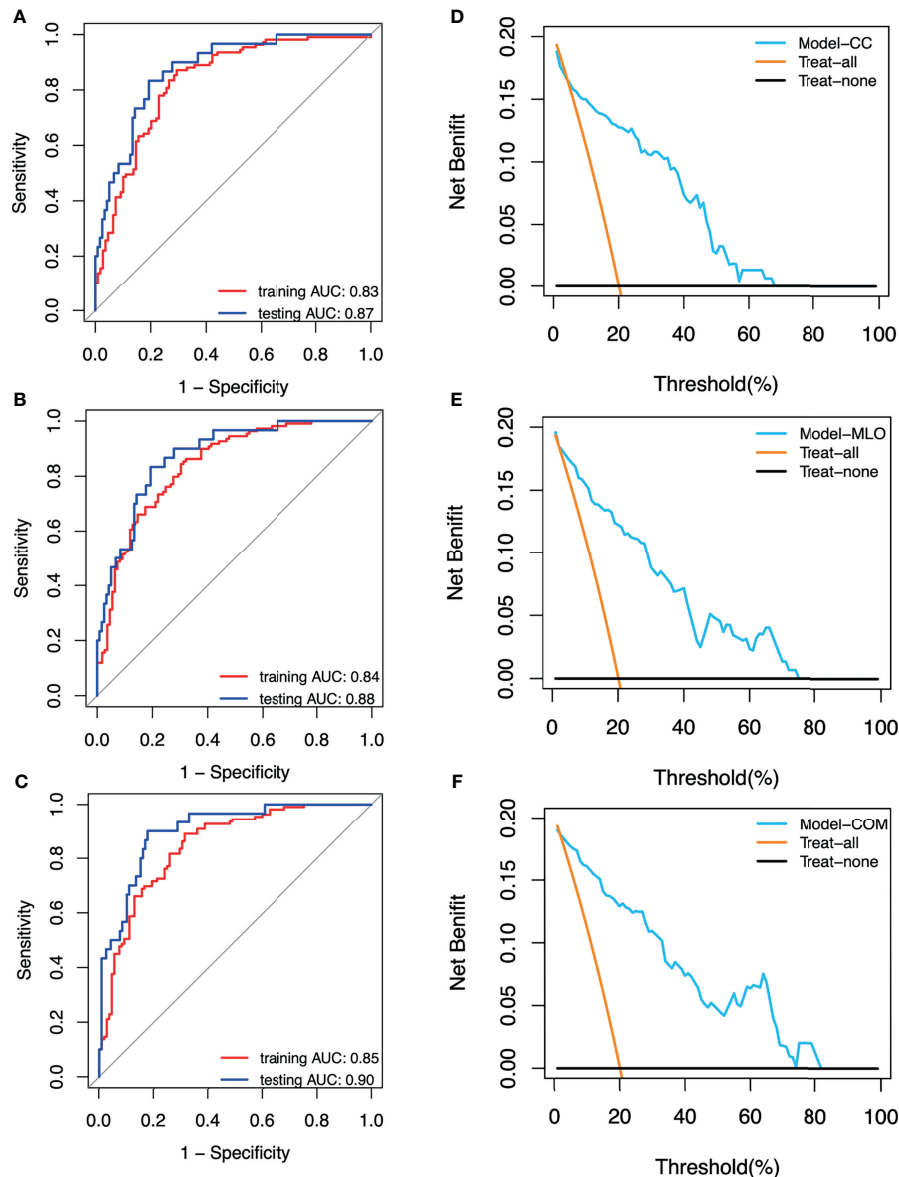 A
1.0
0.8
0.6
0.4
0.2
0.0
Sensitivity
training AUC: 0.83
testing AUC: 0.87
0.0 0.2 0.4 0.6 0.8 1.0
1 – Specificity
D
0.20
0.15
0.10
0.05
0.00
Net Benifit
Model–CC
Treat–all
Treat–none
0 20 40 60 80 100
Threshold(%)
B
1.0
0.8
0.6
0.4
0.2
0.0
Sensitivity
training AUC: 0.84
testing AUC: 0.88
0.0 0.2 0.4 0.6 0.8 1.0
1 – Specificity
E
0.20
0.15
0.10
0.05
0.00
Net Benifit
Model–MLO
Treat–all
Treat–none
0 20 40 60 80 100
Threshold(%)
C
1.0
0.8
0.6
0.4
0.2
0.0
Sensitivity
training AUC: 0.85
testing AUC: 0.90
0.0 0.2 0.4 0.6 0.8 1.0
1 – Specificity
F
0.20
0.15
0.10
0.05
0.00
Net Benifit
Model–COM
Treat–all
Treat–none
0 20 40 60 80 100
Threshold(%)